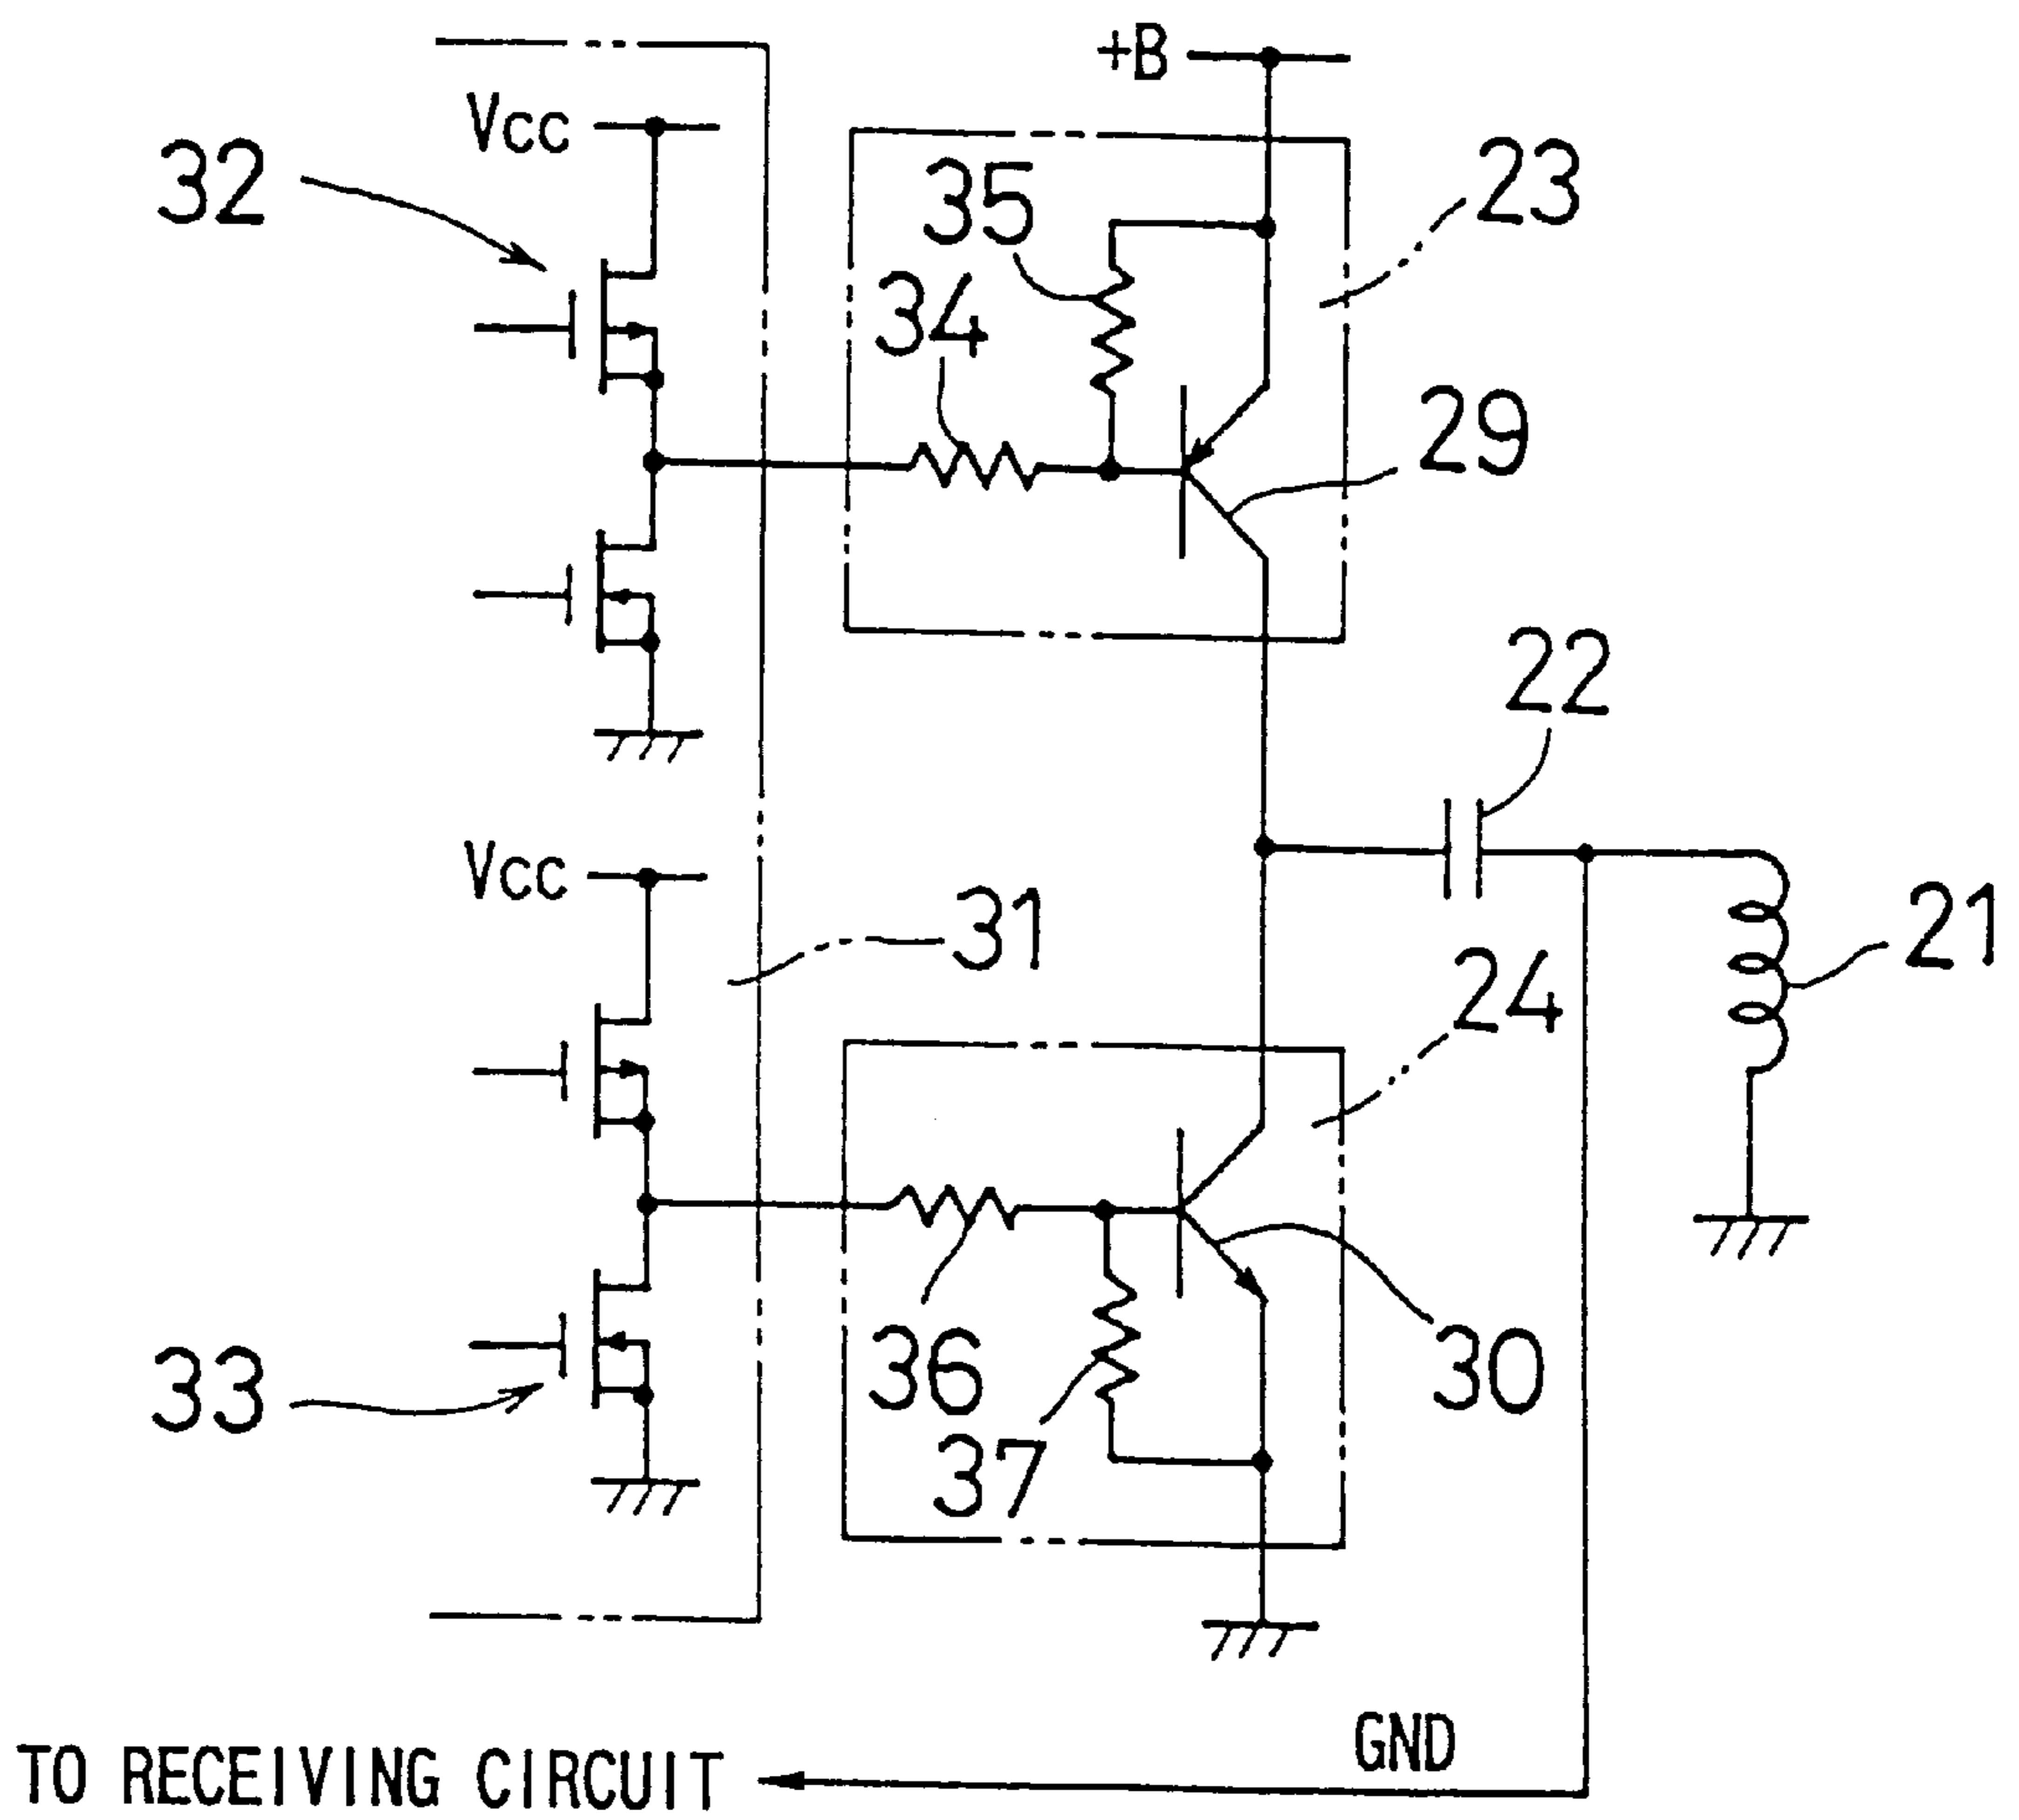 +B
Vcc
32
35
23
34
29
22
Vcc
31
21
24
36
30
33
37
GND
TO RECEIVING CIRCUIT